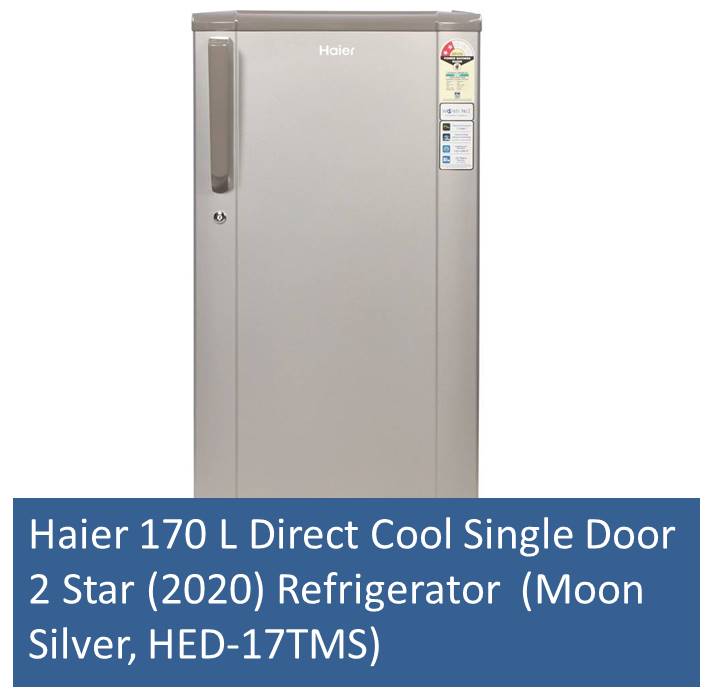 Haier
Haier 170 L Direct Cool Single Door
2 Star (2020) Refrigerator (Moon
Silver, HED-17TMS)